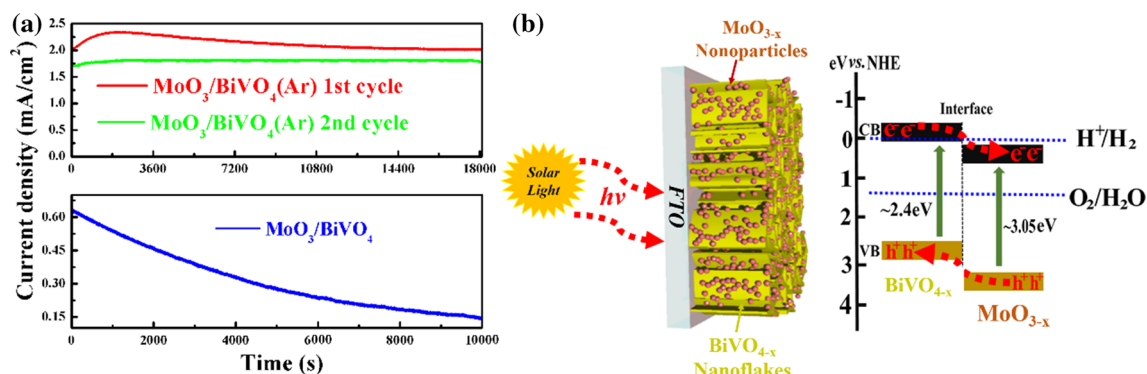 (a)
2.5
2.0
1.5
1.0
0.5
0.0
MoO3/BiVO4(Ar) 1st cycle
MoO3/BiVO4(Ar) 2nd cycle
0 3600 7200 10800 14400 18000
Current density (mA/cm2)
0.60
0.45
0.30
0.15
MoO3/BiVO4
0 2000 4000 6000 8000 10000
Time (s)
(b)
MoO3-x
Nonoparticles
Solar
Light
hv
FTO
BiVO4-x
Nanoflakes
eV vs. NHE
-1
0
1
2
3
4
Interface
CB
e- e-
e- e-
H+/H2
O2/H2O
~2.4eV
~3.05eV
VB
h+ h+
h+ h+
BiVO4-x
MoO3-x